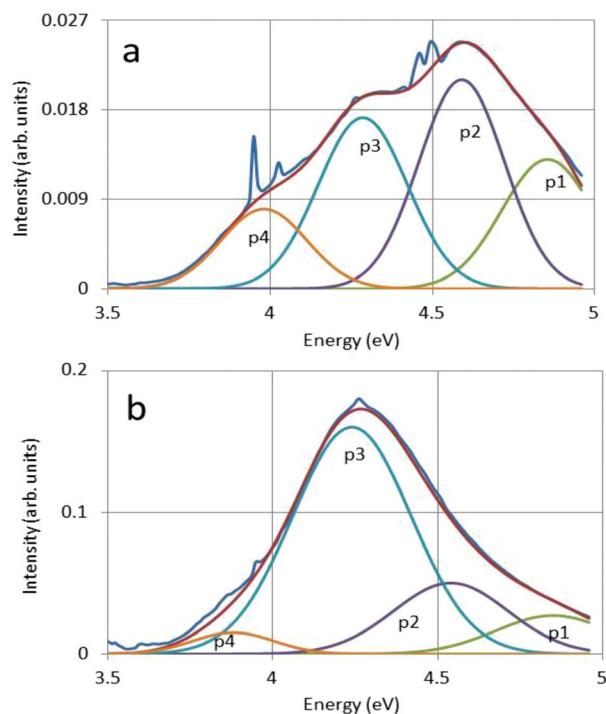 a
Intensity (arb. units)
0.027
0.018
0.009
0
p4
p3
p2
p1
3.5
4
4.5
5
Energy (eV)
b
Intensity (arb. units)
0.2
0.1
0
p4
p3
p2
p1
3.5
4
4.5
5
Energy (eV)